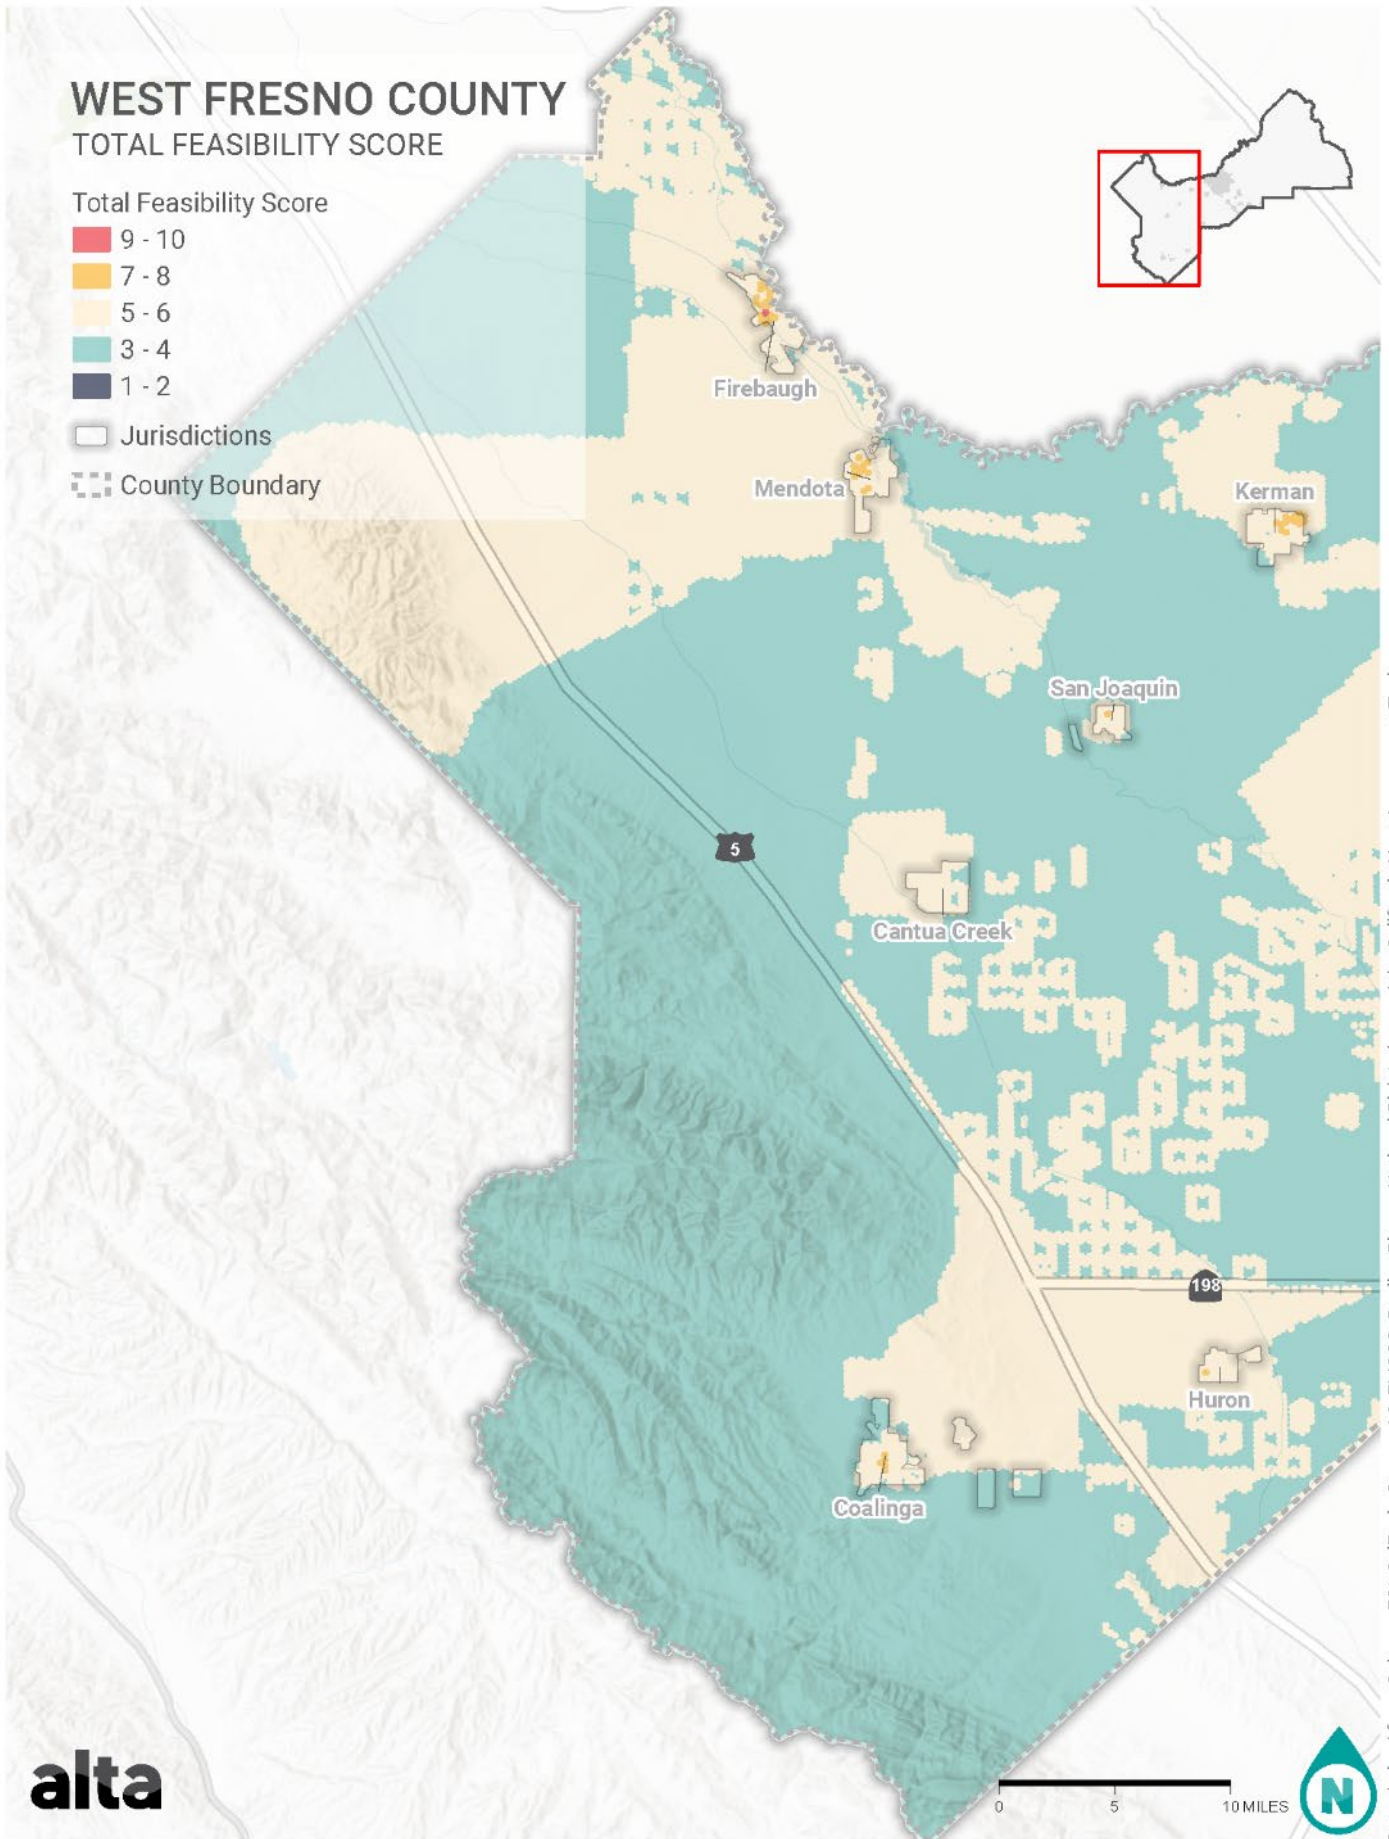 WEST FRESNO COUNTY
TOTAL FEASIBILITY SCORE
Total Feasibility Score
9 - 10
7 - 8
5 - 6
3 - 4
1 - 2
Jurisdictions
County Boundary
Firebaugh
Mendota
Kerman
San Joaquin
5
Cantua Creek
198
Huron
Coalinga
alta
0 5 10 MILES
N